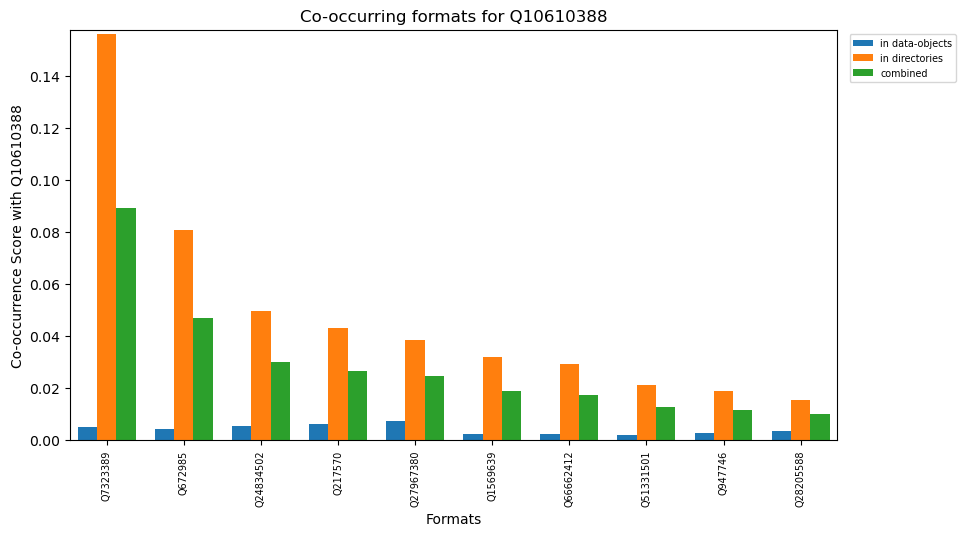 Co-occurring formats for Q10610388
in data-objects
in directories
combined
Co-occurrence Score with Q10610388
0.14
0.12
0.10
0.08
0.06
0.04
0.02
0.00
Q7323389
Q672985
Q24834502
Q217570
Q27967380
Q1569639
Q66662412
Q51331501
Q947746
Q28205588
Formats